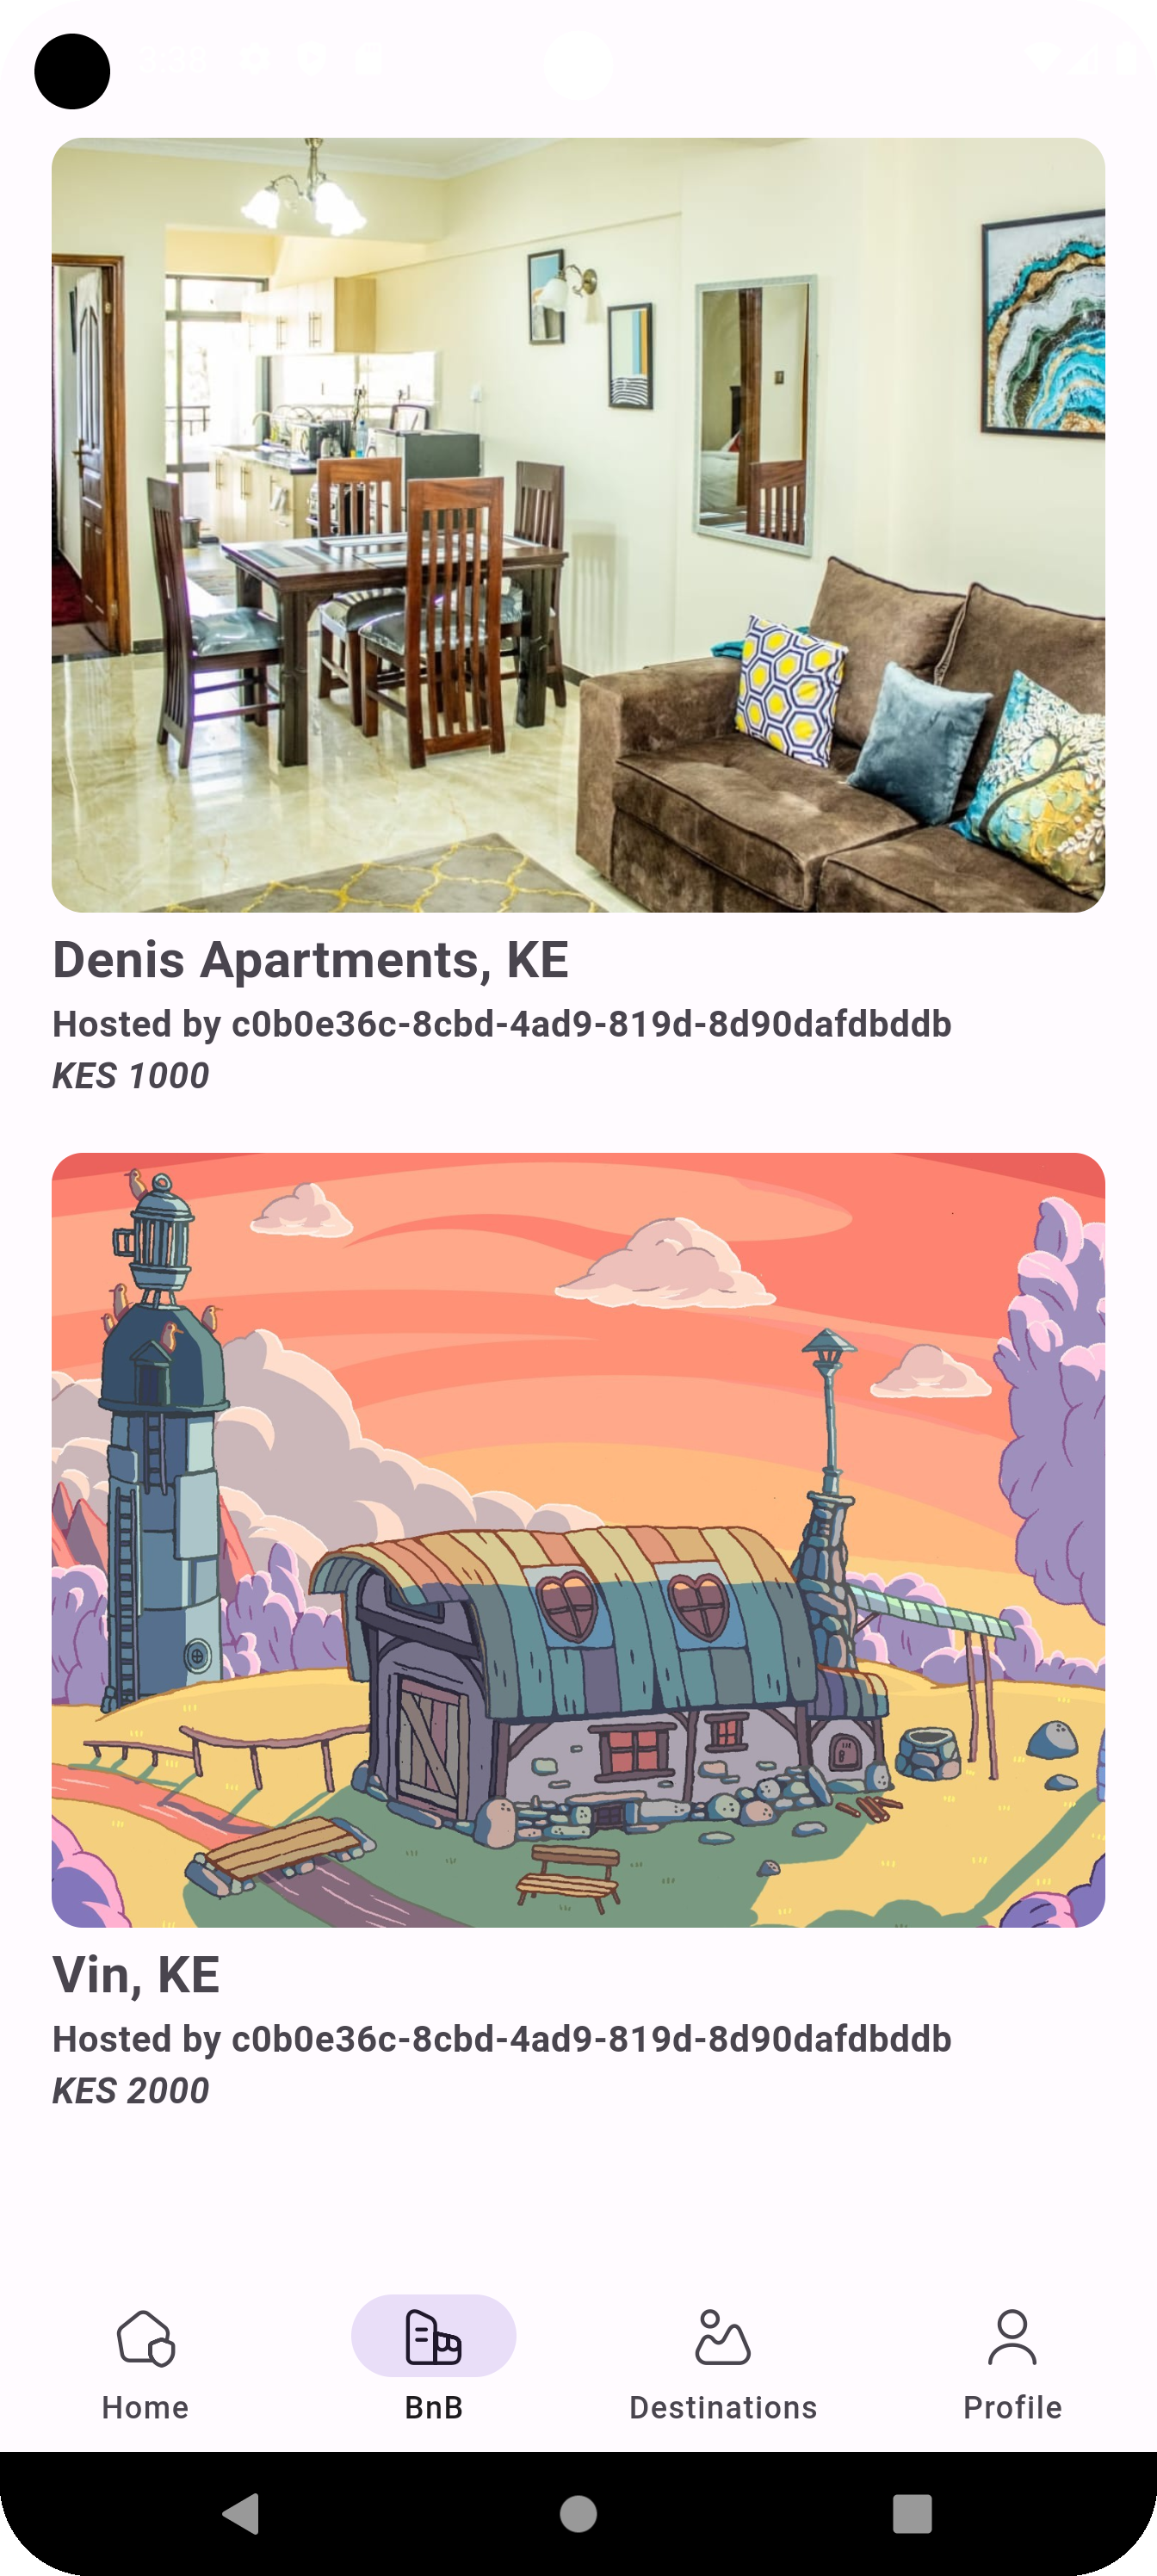 Denis Apartments, KE
Hosted by c0b0e36c-8cbd-4ad9-819d-8d90dafdbddb
KES 1000
Vin, KE
Hosted by c0b0e36c-8cbd-4ad9-819d-8d90dafdbddb
KES 2000
Home
BnB
Destinations
Profile